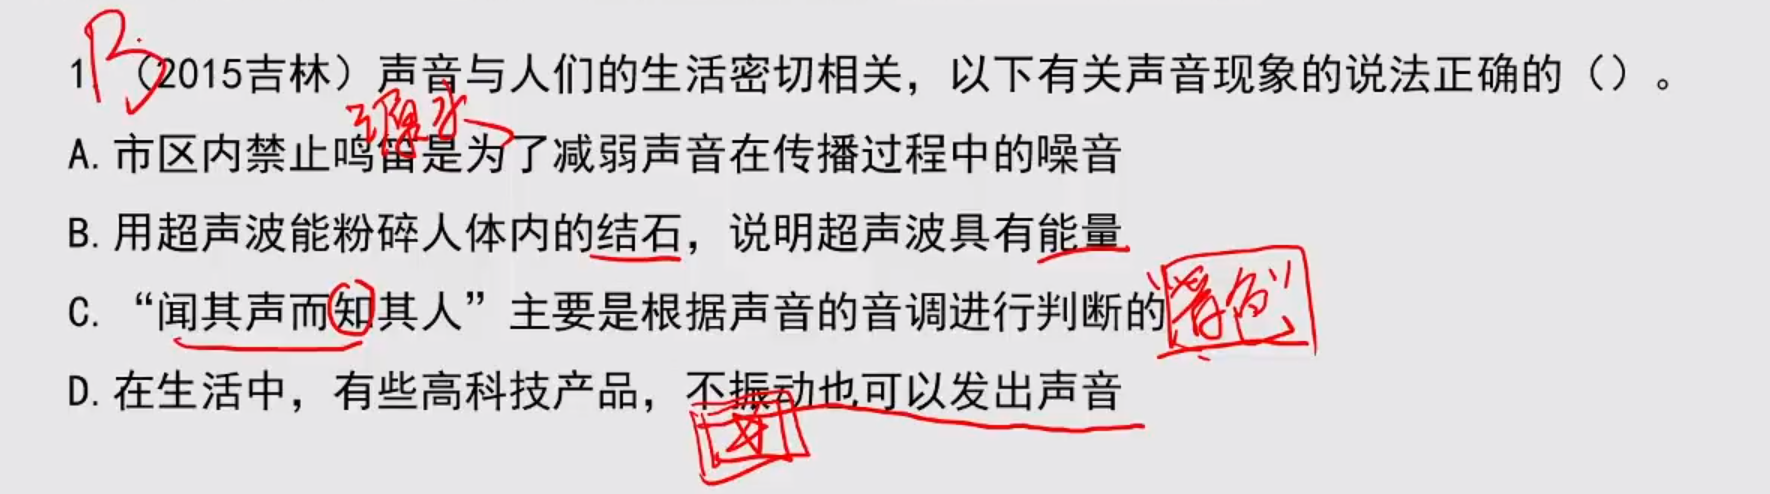 B
1.（2015吉林）声音与人们的生活密切相关，以下有关声音现象的说法正确的（）。
源头
A. 市区内禁止鸣笛是为了减弱声音在传播过程中的噪音
B. 用超声波能粉碎人体内的结石，说明超声波具有能量
C. “闻其声而知其人”主要是根据声音的音调进行判断的
“音色”
D. 在生活中，有些高科技产品，不振动也可以发出声音